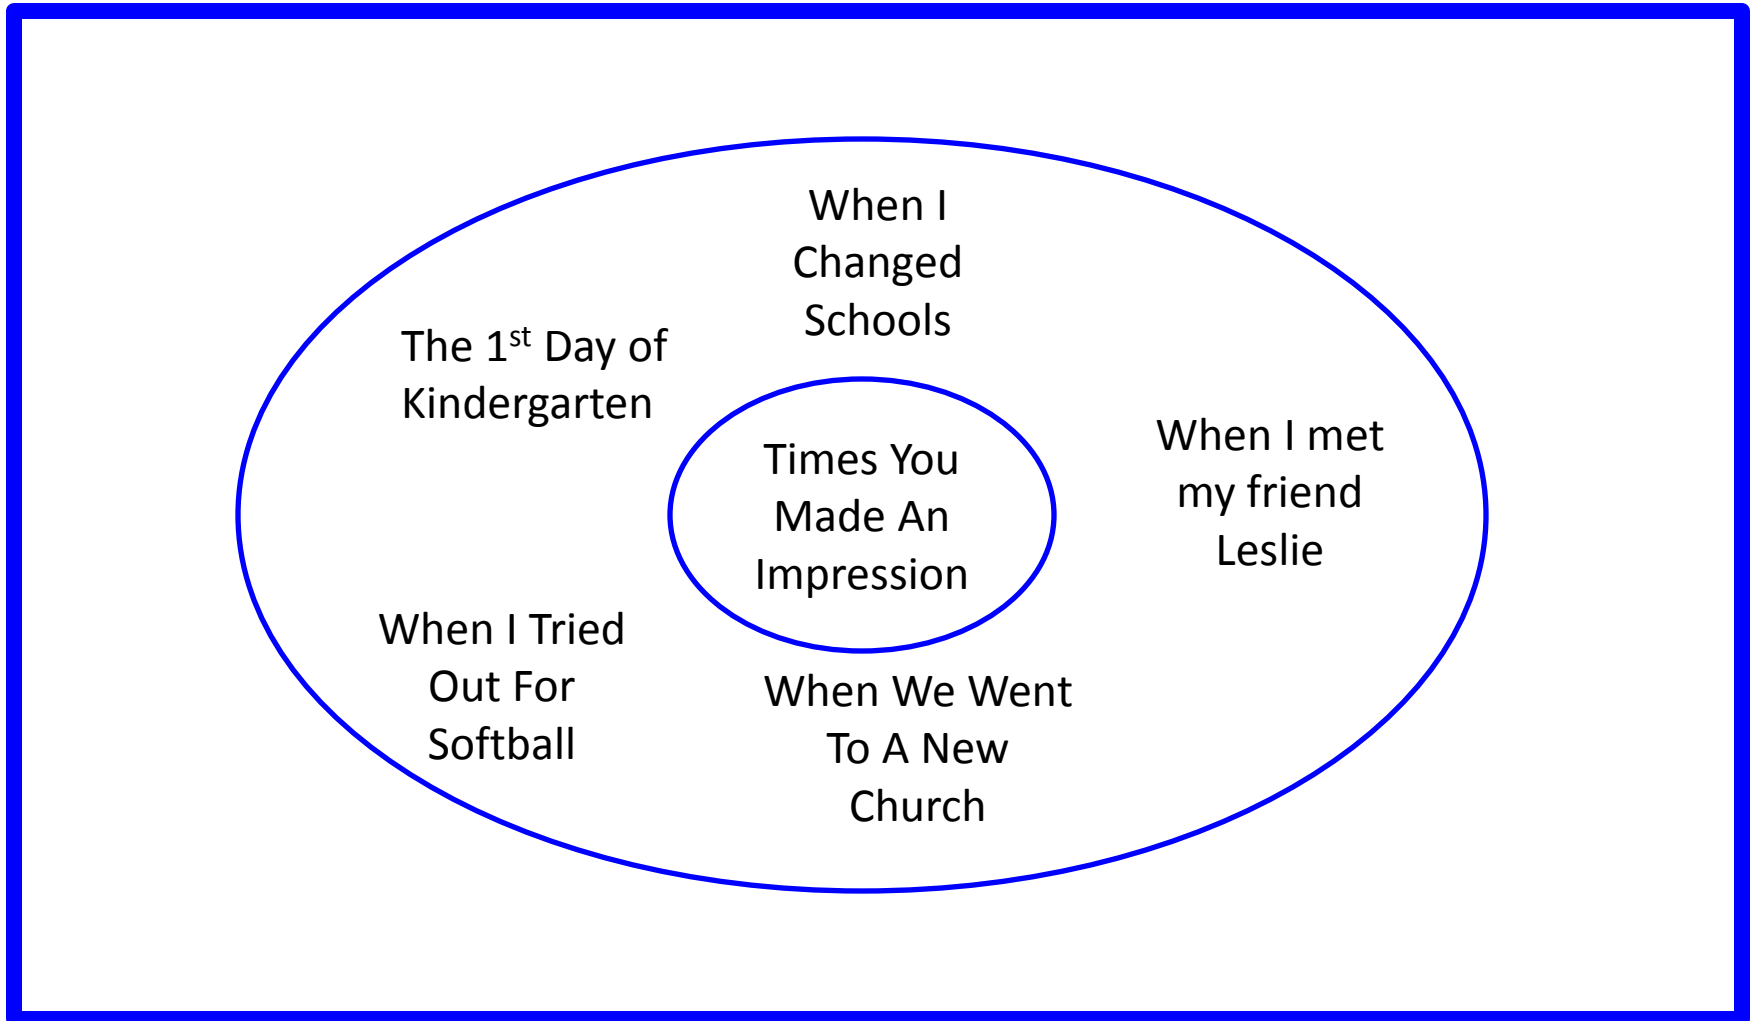 When I
Changed
Schools
The 1st Day of
Kindergarten
When I met
my friend
Leslie
Times You
Made An
Impression
When I Tried
Out For
Softball
When We Went
To A New
Church